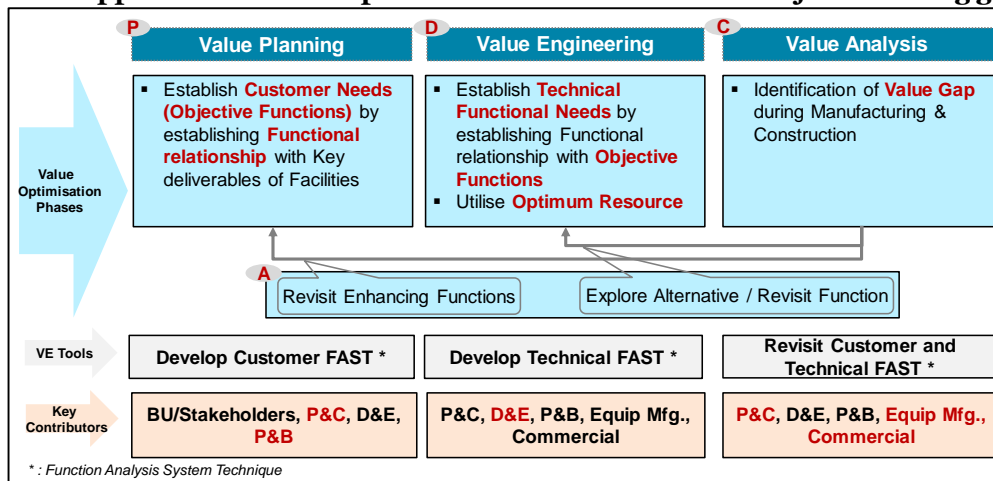 P
D
C
Value Planning
Value Engineering
Value Analysis
Value
Optimisation
Phases
▪ Establish Customer Needs
(Objective Functions) by
establishing Functional
relationship with Key
deliverables of Facilities
▪ Establish Technical
Functional Needs by
establishing Functional
relationship with Objective
Functions
▪ Utilise Optimum Resource
▪ Identification of Value Gap
during Manufacturing &
Construction
A
Revisit Enhancing Functions
Explore Alternative / Revisit Function
VE Tools
Develop Customer FAST *
Develop Technical FAST *
Revisit Customer and
Technical FAST *
Key
Contributors
BU/Stakeholders, P&C, D&E,
P&B
P&C, D&E, P&B, Equip Mfg.,
Commercial
P&C, D&E, P&B, Equip Mfg.,
Commercial
* : Function Analysis System Technique